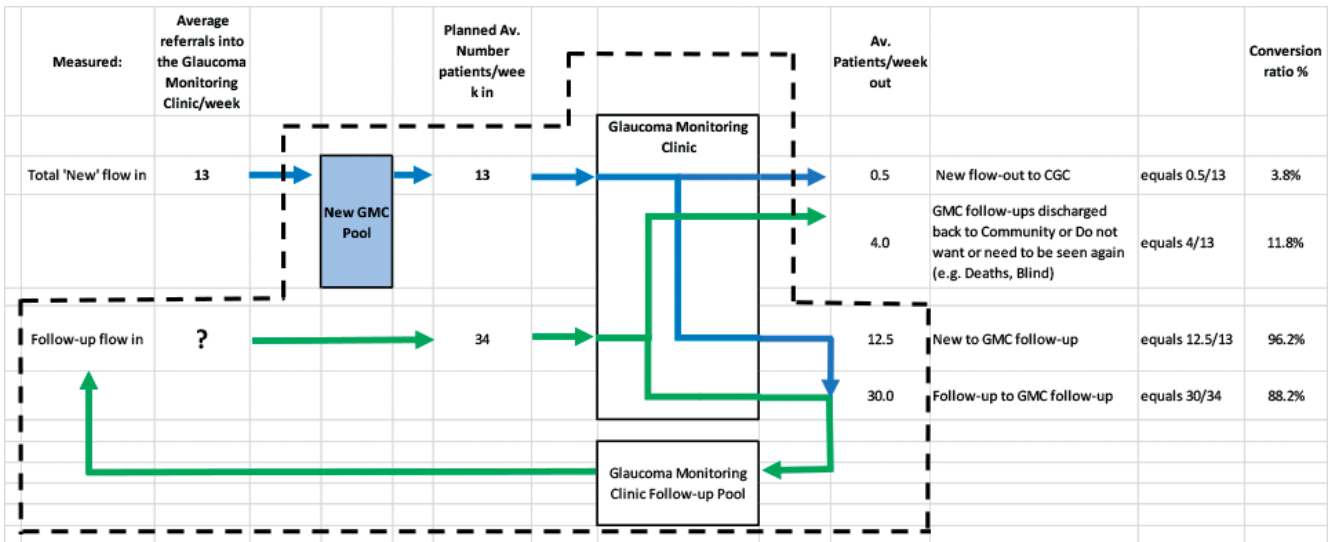 Measured:
Average
referrals into
the Glaucoma
Monitoring
Clinic/week
Planned Av.
Number
patients/wee
k in
Av.
Patients/week
out
Conversion
ratio %
Glaucoma Monitoring
Clinic
Total 'New' flow in
13
New GMC
Pool
13
0.5
New flow-out to CGC
equals 0.5/13
3.8%
4.0
GMC follow-ups discharged
back to Community or Do not
want or need to be seen again
(e.g. Deaths, Blind)
equals 4/13
11.8%
Follow-up flow in
?
34
12.5
New to GMC follow-up
equals 12.5/13
96.2%
30.0
Follow-up to GMC follow-up
equals 30/34
88.2%
Glaucoma Monitoring
Clinic Follow-up Pool